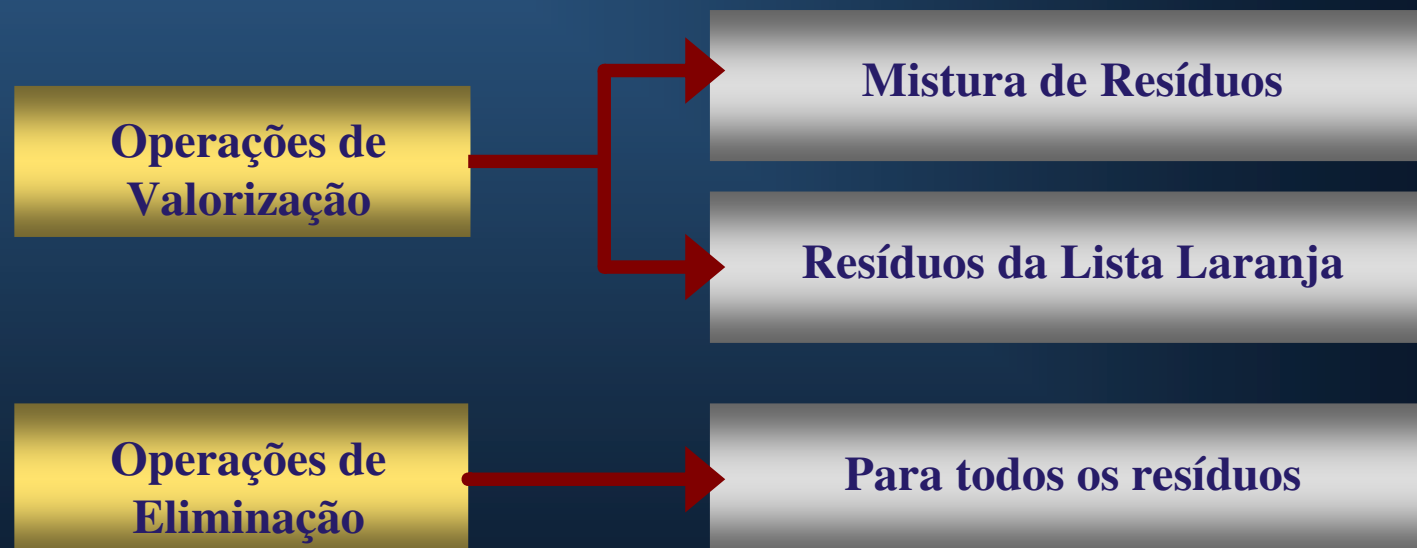 Operações de
Valorização
Mistura de Resíduos
Resíduos da Lista Laranja
Operações de
Eliminação
Para todos os resíduos